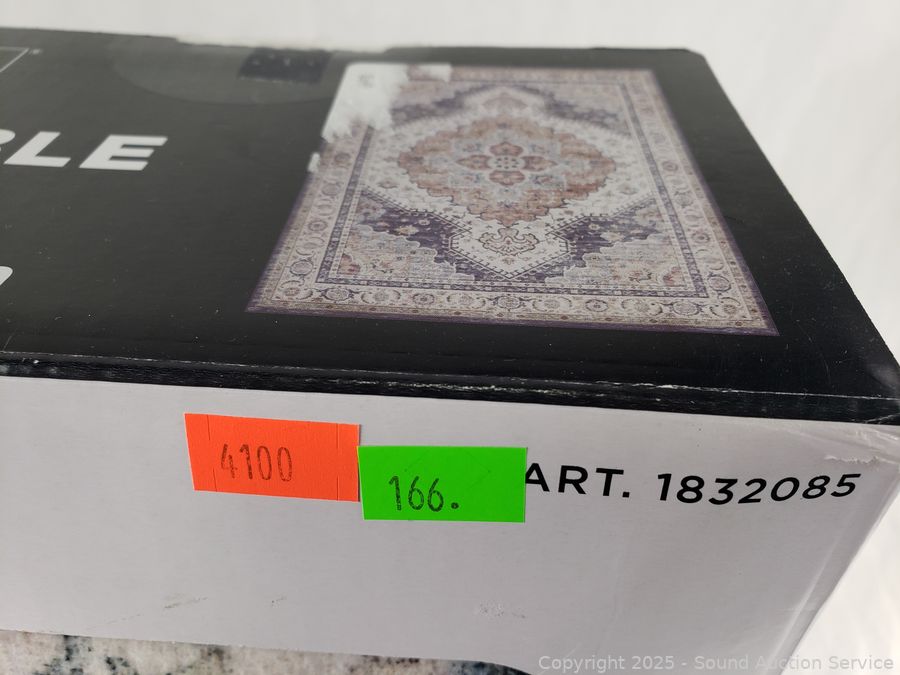 BLE
4100
166.
ART. 1832085
Copyright 2025 - Sound Auction Service